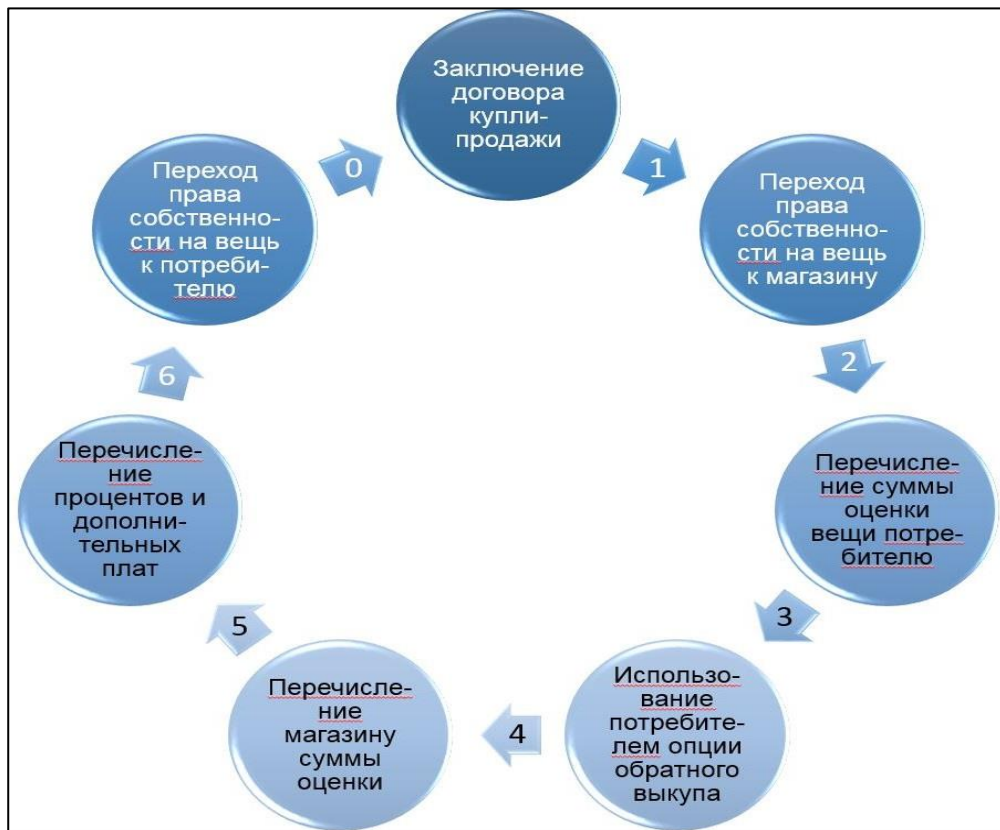 Заключение
договора
купли-
продажи
1
Переход
права
собственно-
сти на вещь
к магазину
2
Перечисле-
ние суммы
оценки
вещи потре-
бителю
3
Использо-
вание
потребите-
лем опции
обратного
выкупа
4
Перечисле-
ние
магазину
суммы
оценки
5
Перечисле-
ние
процентов и
дополни-
тельных
плат
6
Переход
права
собственно-
сти на вещь
к потреби-
телю
0